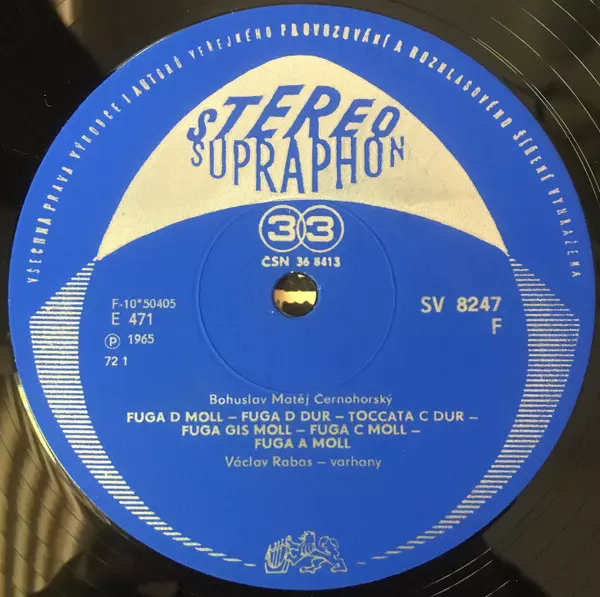 VŠECHNA PRÁVA VÝROBCE I AUTORŮ VEŘEJNÉHO PROVOZOVÁNÍ A ROZHLASOVÉHO ŠÍŘENÍ VYHRAŽENA
STEREO
SUPRAPHON
33
ČSN 36 8413
F-10*50405
E 471
Ⓟ 1965
72 1
SV 8247
F
Bohuslav Matěj Černohorský
FUGA D MOLL – FUGA D DUR – TOCCATA C DUR –
FUGA GIS MOLL – FUGA C MOLL –
FUGA A MOLL
Václav Rabas – varhany